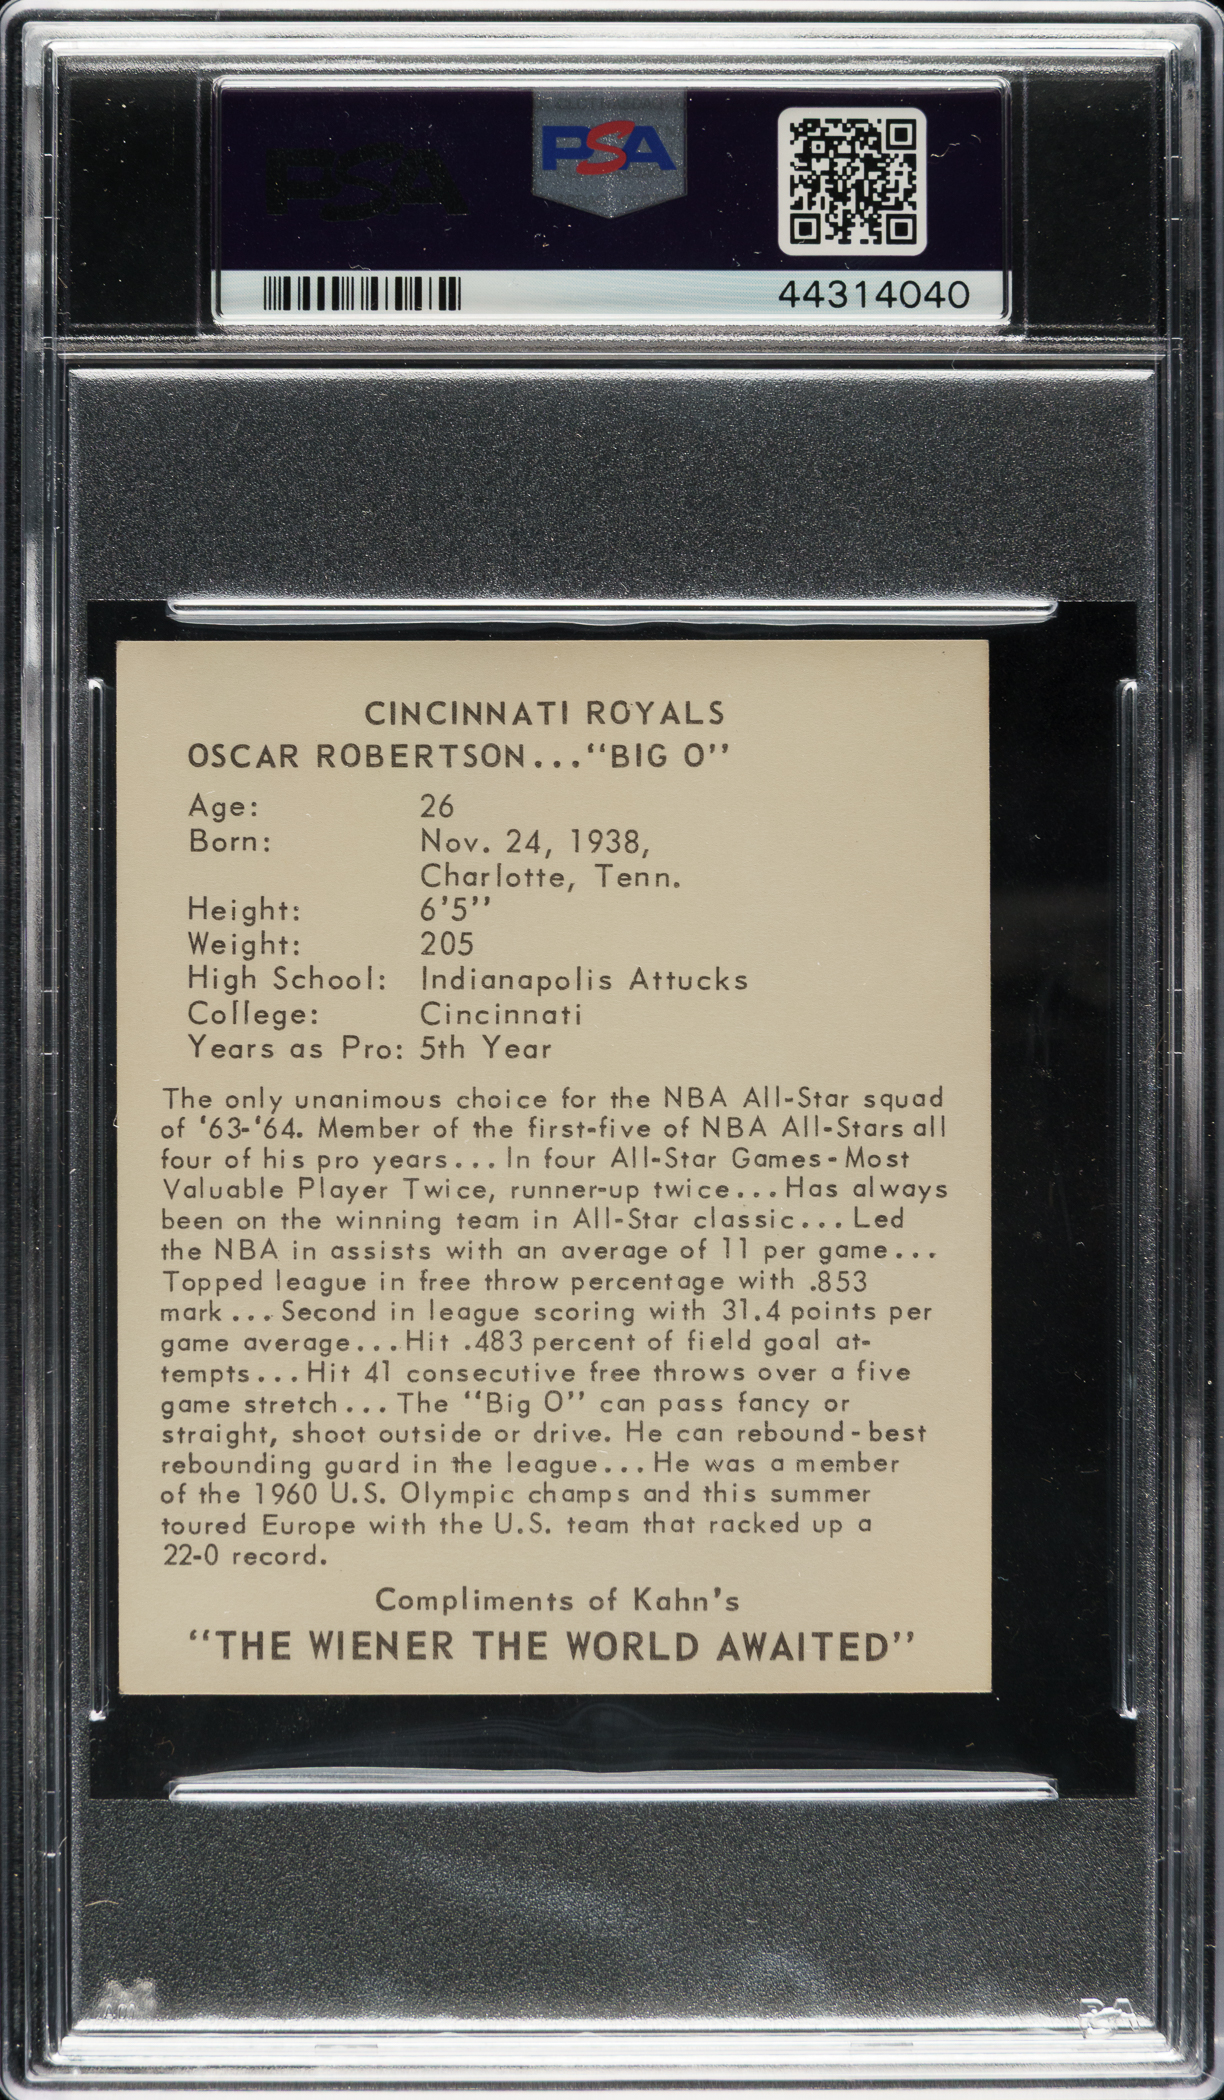 PSA
PSA
44314040
CINCINNATI ROYALS
OSCAR ROBERTSON..."BIG O"
Age: 26
Born: Nov. 24, 1938,
Charlotte, Tenn.
Height: 6'5"
Weight: 205
High School: Indianapolis Attucks
College: Cincinnati
Years as Pro: 5th Year
The only unanimous choice for the NBA All-Star squad
of '63-'64. Member of the first-five of NBA All-Stars all
four of his pro years... In four All-Star Games-Most
Valuable Player Twice, runner-up twice... Has always
been on the winning team in All-Star classic... Led
the NBA in assists with an average of 11 per game...
Topped league in free throw percentage with .853
mark... Second in league scoring with 31.4 points per
game average... Hit .483 percent of field goal at-
tempts... Hit 41 consecutive free throws over a five
game stretch... The "Big O" can pass fancy or
straight, shoot outside or drive. He can rebound-best
rebounding guard in the league... He was a member
of the 1960 U.S. Olympic champs and this summer
toured Europe with the U.S. team that racked up a
22-0 record.
Compliments of Kahn's
"THE WIENER THE WORLD AWAITED"
PSA